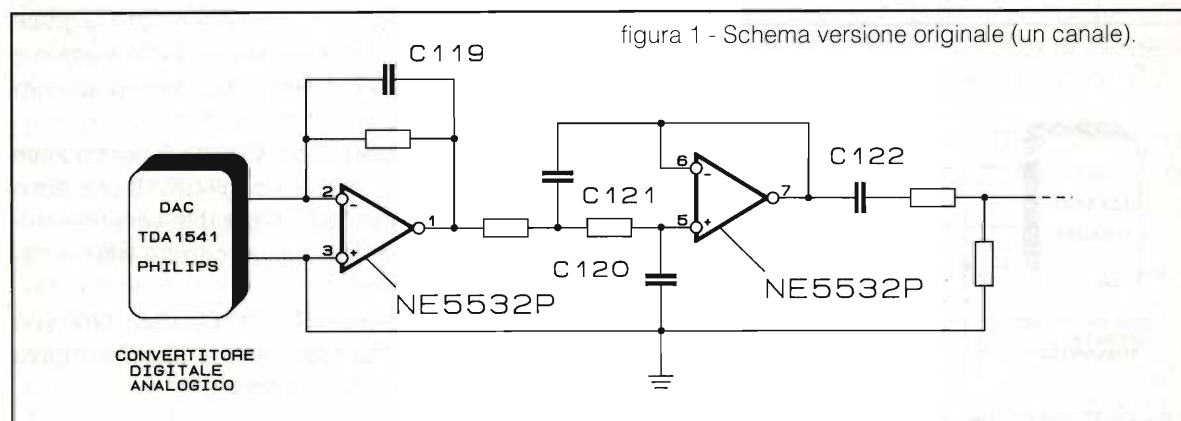 figura 1 - Schema versione originale (un canale).
C119
DAC
TDA1541
PHILIPS
2
-
3
+
1
NE5532P
C121
C120
6
-
5
+
7
NE5532P
C122
CONVERTITORE
DIGITALE
ANALOGICO